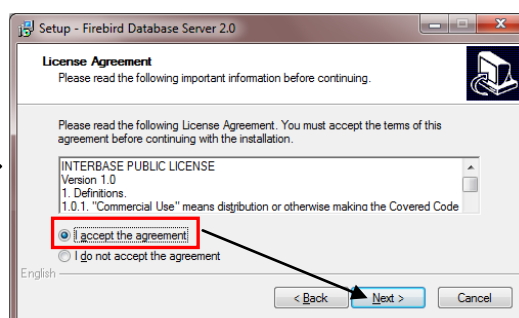 Setup - Firebird Database Server 2.0
License Agreement
Please read the following important information before continuing.
Please read the following License Agreement. You must accept the terms of this
agreement before continuing with the installation.
INTERBASE PUBLIC LICENSE
Version 1.0
1. Definitions.
1.0.1. "Commercial Use" means distribution or otherwise making the Covered Code
I accept the agreement
I do not accept the agreement
English
< Back Next > Cancel